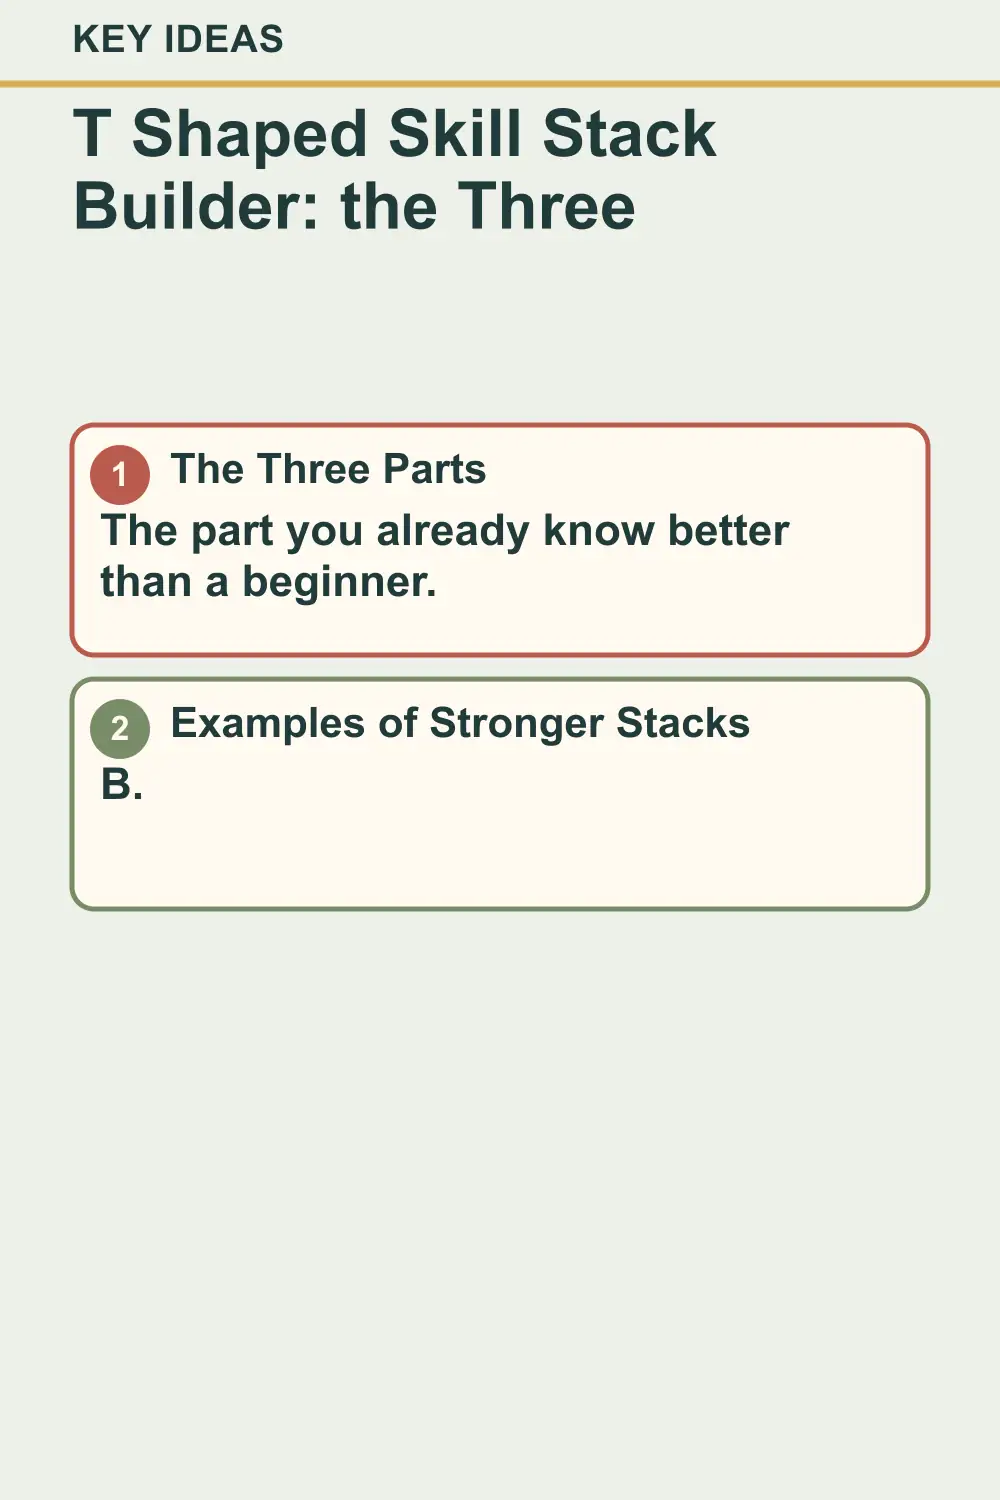 KEY IDEAS
T Shaped Skill Stack
Builder: the Three
1 The Three Parts
The part you already know better
than a beginner.
2 Examples of Stronger Stacks
B.